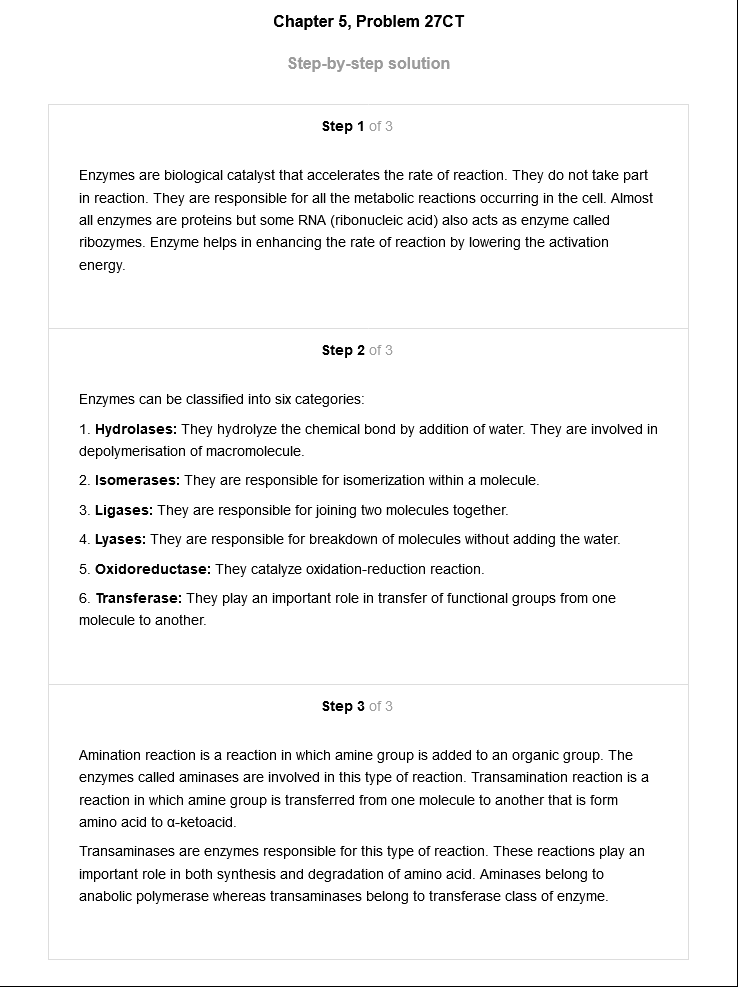 Chapter 5, Problem 27CT
Step-by-step solution
Step 1 of 3
Enzymes are biological catalyst that accelerates the rate of reaction. They do not take part
in reaction. They are responsible for all the metabolic reactions occurring in the cell. Almost
all enzymes are proteins but some RNA (ribonucleic acid) also acts as enzyme called
ribozymes. Enzyme helps in enhancing the rate of reaction by lowering the activation
energy.
Step 2 of 3
Enzymes can be classified into six categories:
1. Hydrolases: They hydrolyze the chemical bond by addition of water. They are involved in
depolymerisation of macromolecule.
2. Isomerases: They are responsible for isomerization within a molecule.
3. Ligases: They are responsible for joining two molecules together.
4. Lyases: They are responsible for breakdown of molecules without adding the water.
5. Oxidoreductase: They catalyze oxidation-reduction reaction.
6. Transferase: They play an important role in transfer of functional groups from one
molecule to another.
Step 3 of 3
Amination reaction is a reaction in which amine group is added to an organic group. The
enzymes called aminases are involved in this type of reaction. Transamination reaction is a
reaction in which amine group is transferred from one molecule to another that is form
amino acid to α-ketoacid.
Transaminases are enzymes responsible for this type of reaction. These reactions play an
important role in both synthesis and degradation of amino acid. Aminases belong to
anabolic polymerase whereas transaminases belong to transferase class of enzyme.